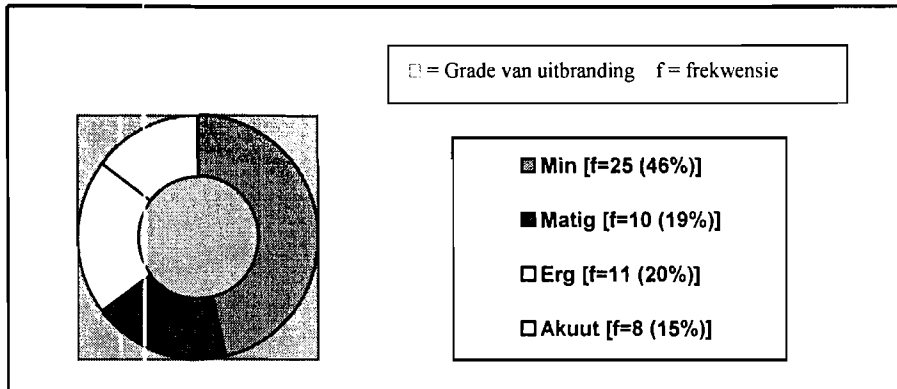 = Grade van uitbranding f = frekwensie
Min [f=25 (46%)]
Matig [f=10 (19%)]
Erg [f=11 (20%)]
Akuut [f=8 (15%)]